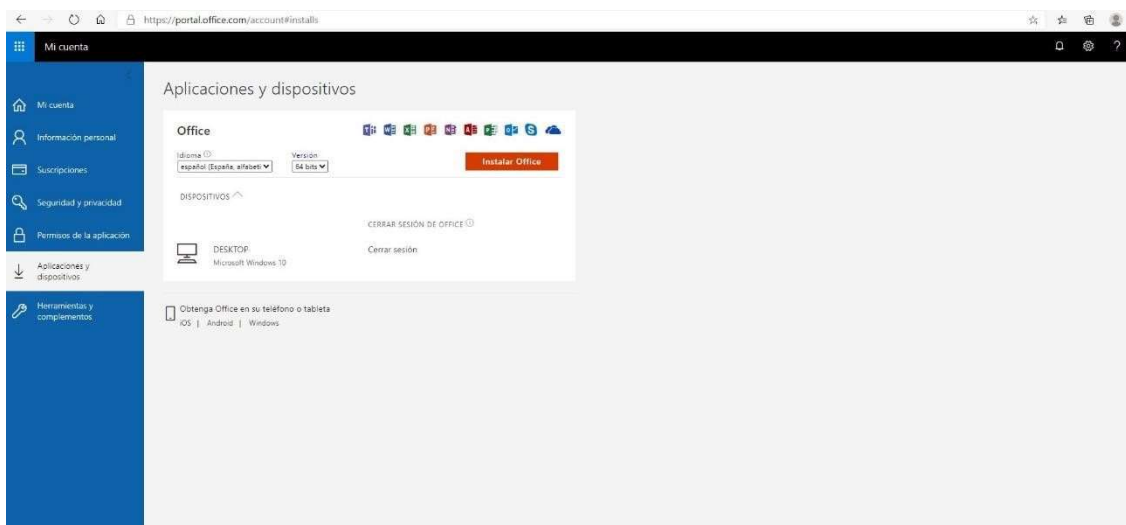 https://portal.office.com/account#installs
Mi cuenta
Mi cuenta
Información personal
Suscripciones
Seguridad y privacidad
Permisos de la aplicación
Aplicaciones y
dispositivos
Herramientas y
complementos
Aplicaciones y dispositivos
Office
Idioma
Versión
español (España, alfabeti
64 bits
Instalar Office
DISPOSITIVOS
CERRAR SESIÓN DE OFFICE
DESKTOP
Cerrar sesión
Microsoft Windows 10
Obtenga Office en su teléfono o tableta
iOS | Android | Windows